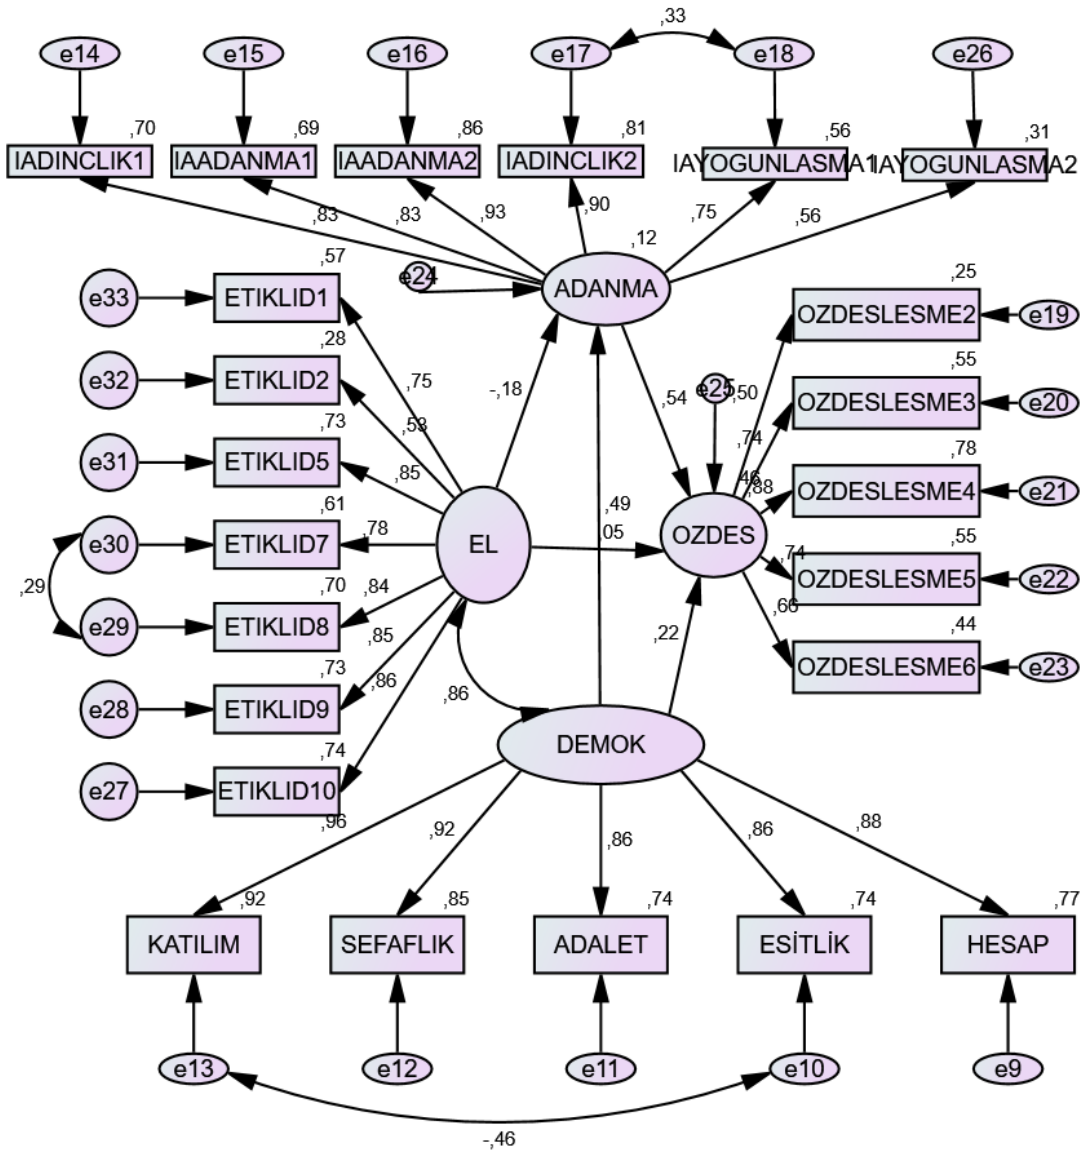 ,33
e14 e15 e16 e17 e18 e26
,70 ,69 ,86 ,81 ,56 ,31
IADINCLIK1 IAADANMA1 IAADANMA2 IADINCLIK2 IAYOGUNLASMA1 IAYOGUNLASMA2
,83 ,83 ,93 ,90 ,75 ,56
,12
e24 ADANMA
,57
e33 ETIKLID1
,25
OZDESLESME2 e19
,28
e32 ETIKLID2
,75 -,18 ,54 e25 ,50
,55
OZDESLESME3 e20
,73
,53
,74
e31 ETIKLID5
,85
,78
OZDESLESME4 e21
,46 ,88
,61
,49
e30 ETIKLID7
,78
EL
,05
OZDES
,74
,55
OZDESLESME5 e22
,29
,70
,84
,66
e29 ETIKLID8
,85
,22
,44
OZDESLESME6 e23
,73
,86
,86
e28 ETIKLID9
DEMOK
,74
e27 ETIKLID10
,96 ,92 ,86 ,86 ,88
,92 ,85 ,74 ,74 ,77
KATILIM SEFAFLIK ADALET ESİTLİK HESAP
e13 e12 e11 e10 e9
-,46